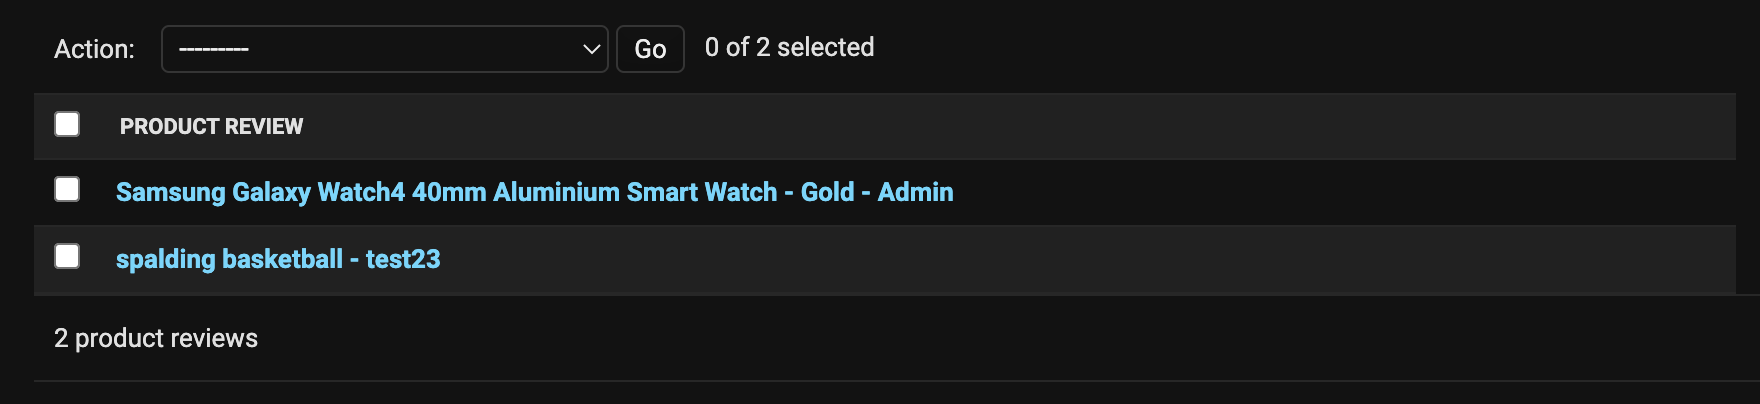 Action: --------- Go 0 of 2 selected
PRODUCT REVIEW
Samsung Galaxy Watch4 40mm Aluminium Smart Watch - Gold - Admin
spalding basketball - test23
2 product reviews